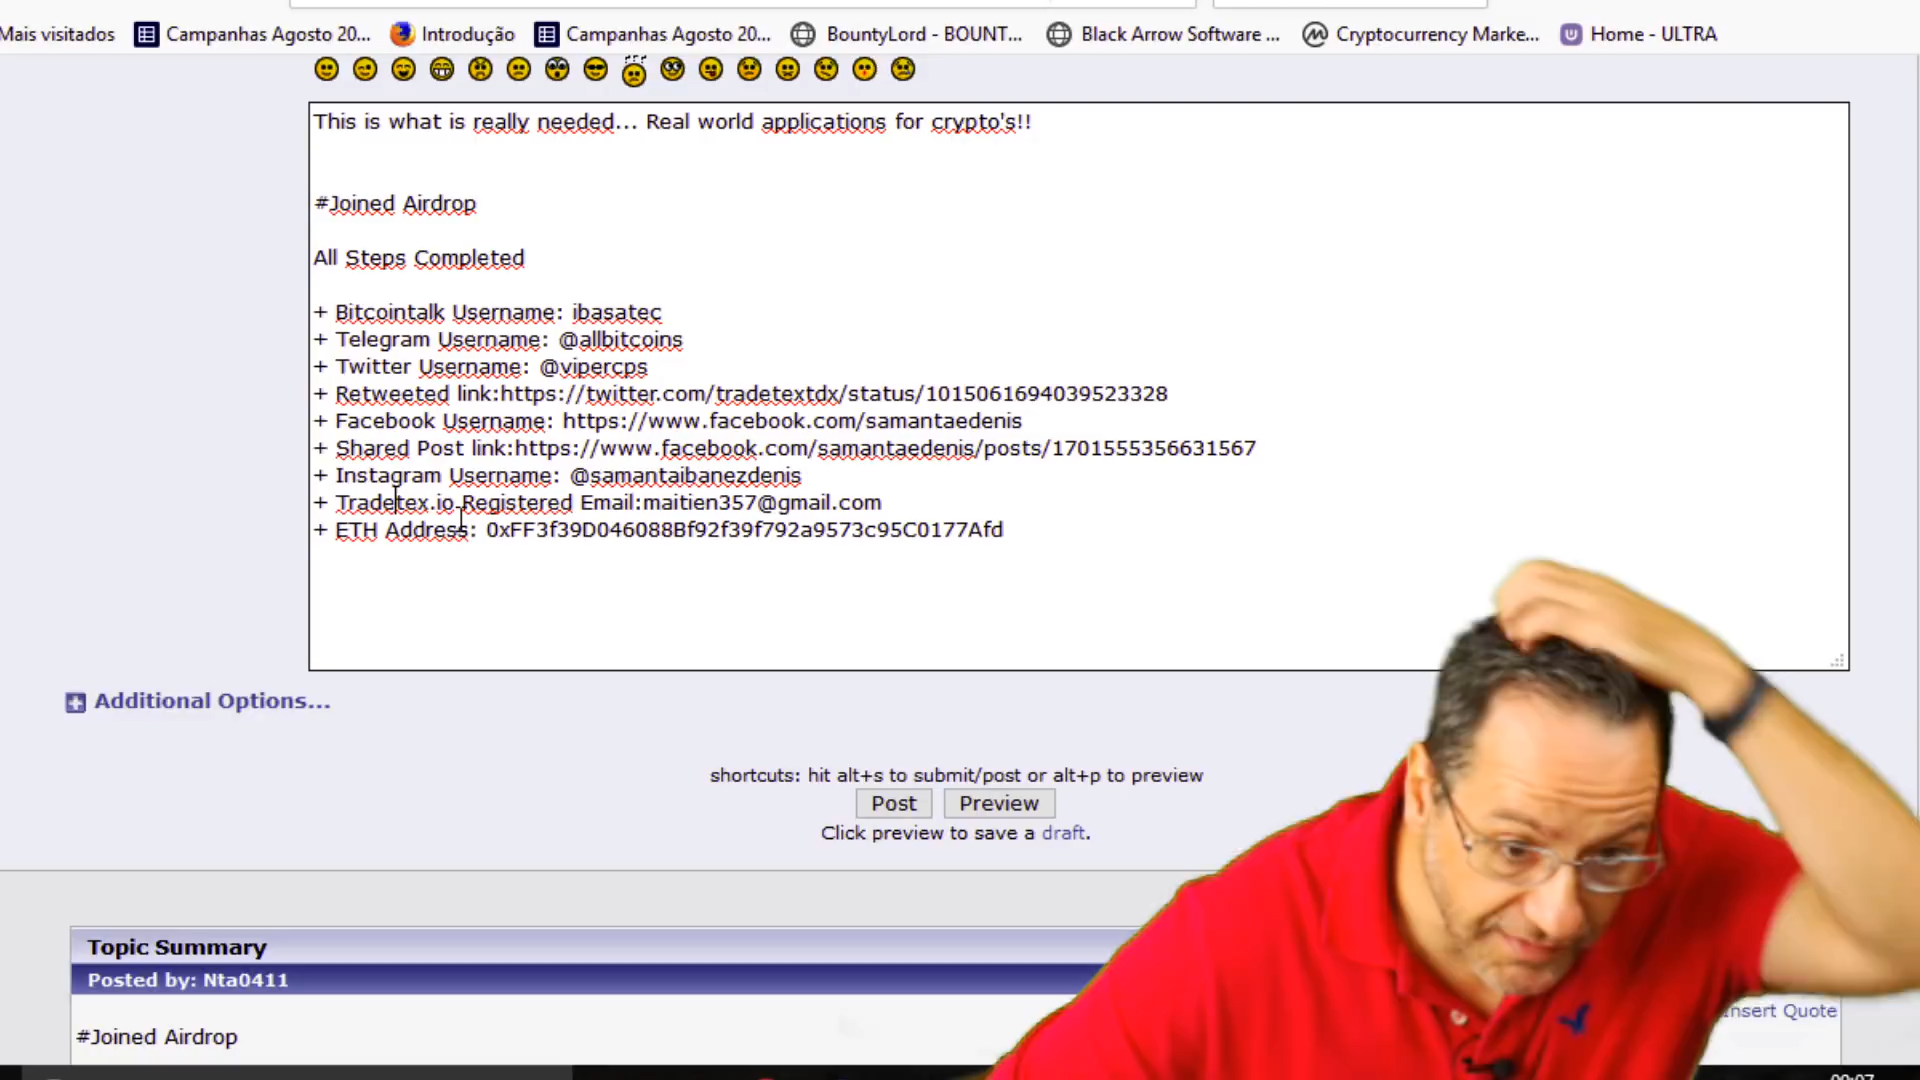 Mais visitados
Campanhas Agosto 20...
Introdução
Campanhas Agosto 20...
BountyLord - BOUNT...
Black Arrow Software ...
Cryptocurrency Marke...
Home - ULTRA
This is what is really needed... Real world applications for crypto's!!
#Joined Airdrop
All Steps Completed
+ Bitcointalk Username: ibasatec
+ Telegram Username: @allbitcoins
+ Twitter Username: @vipercps
+ Retweeted link:https://twitter.com/tradetextdx/status/1015061694039523328
+ Facebook Username: https://www.facebook.com/samantaedenis
+ Shared Post link:https://www.facebook.com/samantaedenis/posts/1701555356631567
+ Instagram Username: @samantaibanezdenis
+ Tradetex.io Registered Email:maitien357@gmail.com
+ ETH Address: 0xFF3f39D046088Bf92f39f792a9573c95C0177Afd
Additional Options...
shortcuts: hit alt+s to submit/post or alt+p to preview
Post
Preview
Click preview to save a draft.
Topic Summary
Posted by: Nta0411
Insert Quote
#Joined Airdrop